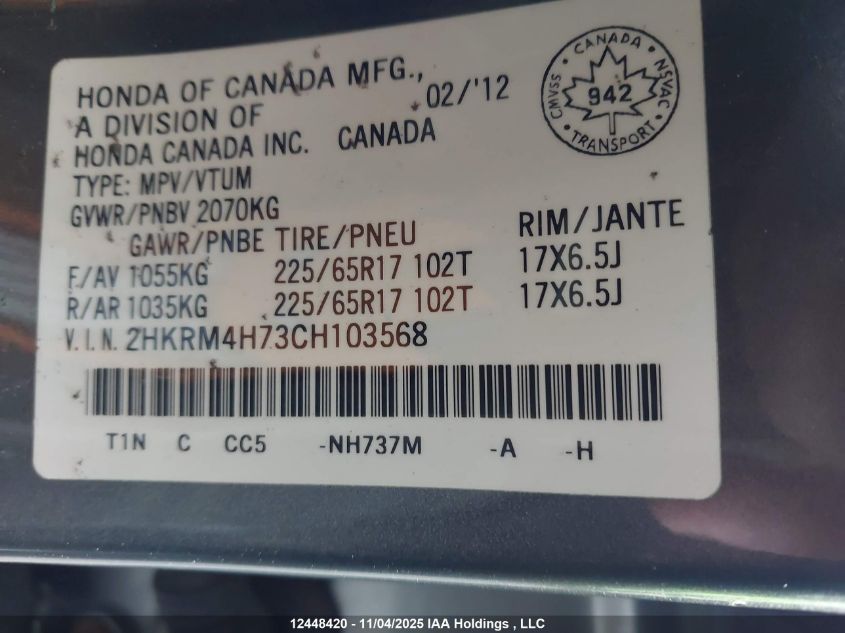 HONDA OF CANADA MFG., 02/'12
A DIVISION OF
HONDA CANADA INC. CANADA
TYPE: MPV/VTUM
GVWR/PNBV 2070KG
GAWR/PNBE TIRE/PNEU RIM/JANTE
F/AV 1055KG 225/65R17 102T 17X6.5J
R/AR 1035KG 225/65R17 102T 17X6.5J
V.I.N. 2HKRM4H73CH103568
T1N C CC5 -NH737M -A -H
CANADA
CMVSS 942 NSVAC
TRANSPORT
12448420 - 11/04/2025 IAA Holdings , LLC